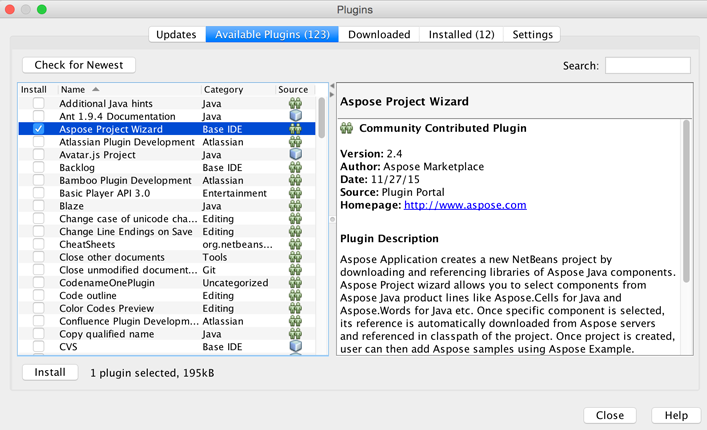 Plugins
Updates Available Plugins (123) Downloaded Installed (12) Settings
Check for Newest Search:
Install Name Category Source
Additional Java hints Java
Ant 1.9.4 Documentation Java
Aspose Project Wizard Base IDE
Atlassian Plugin Development Atlassian
Avatar.js Project Java
Backlog Base IDE
Bamboo Plugin Development Atlassian
Basic Player API 3.0 Entertainment
Blaze Java
Change case of unicode cha... Editing
Change Line Endings on Save Editing
CheatSheets org.netbeans...
Close other documents Tools
Close unmodified document... Git
CodenameOnePlugin Uncategorized
Code outline Editing
Color Codes Preview Editing
Confluence Plugin Developm... Atlassian
Copy qualified name Java
CVS Base IDE
Aspose Project Wizard
Community Contributed Plugin
Version: 2.4
Author: Aspose Marketplace
Date: 11/27/15
Source: Plugin Portal
Homepage: http://www.aspose.com
Plugin Description
Aspose Application creates a new NetBeans project by
downloading and referencing libraries of Aspose Java components.
Aspose Project wizard allows you to select components from
Aspose Java product lines like Aspose.Cells for Java and
Aspose.Words for Java etc. Once specific component is selected,
its reference is automatically downloaded from Aspose servers
and referenced in classpath of the project. Once project is created,
user can then add Aspose samples using Aspose Example.
Install 1 plugin selected, 195kB
Close Help